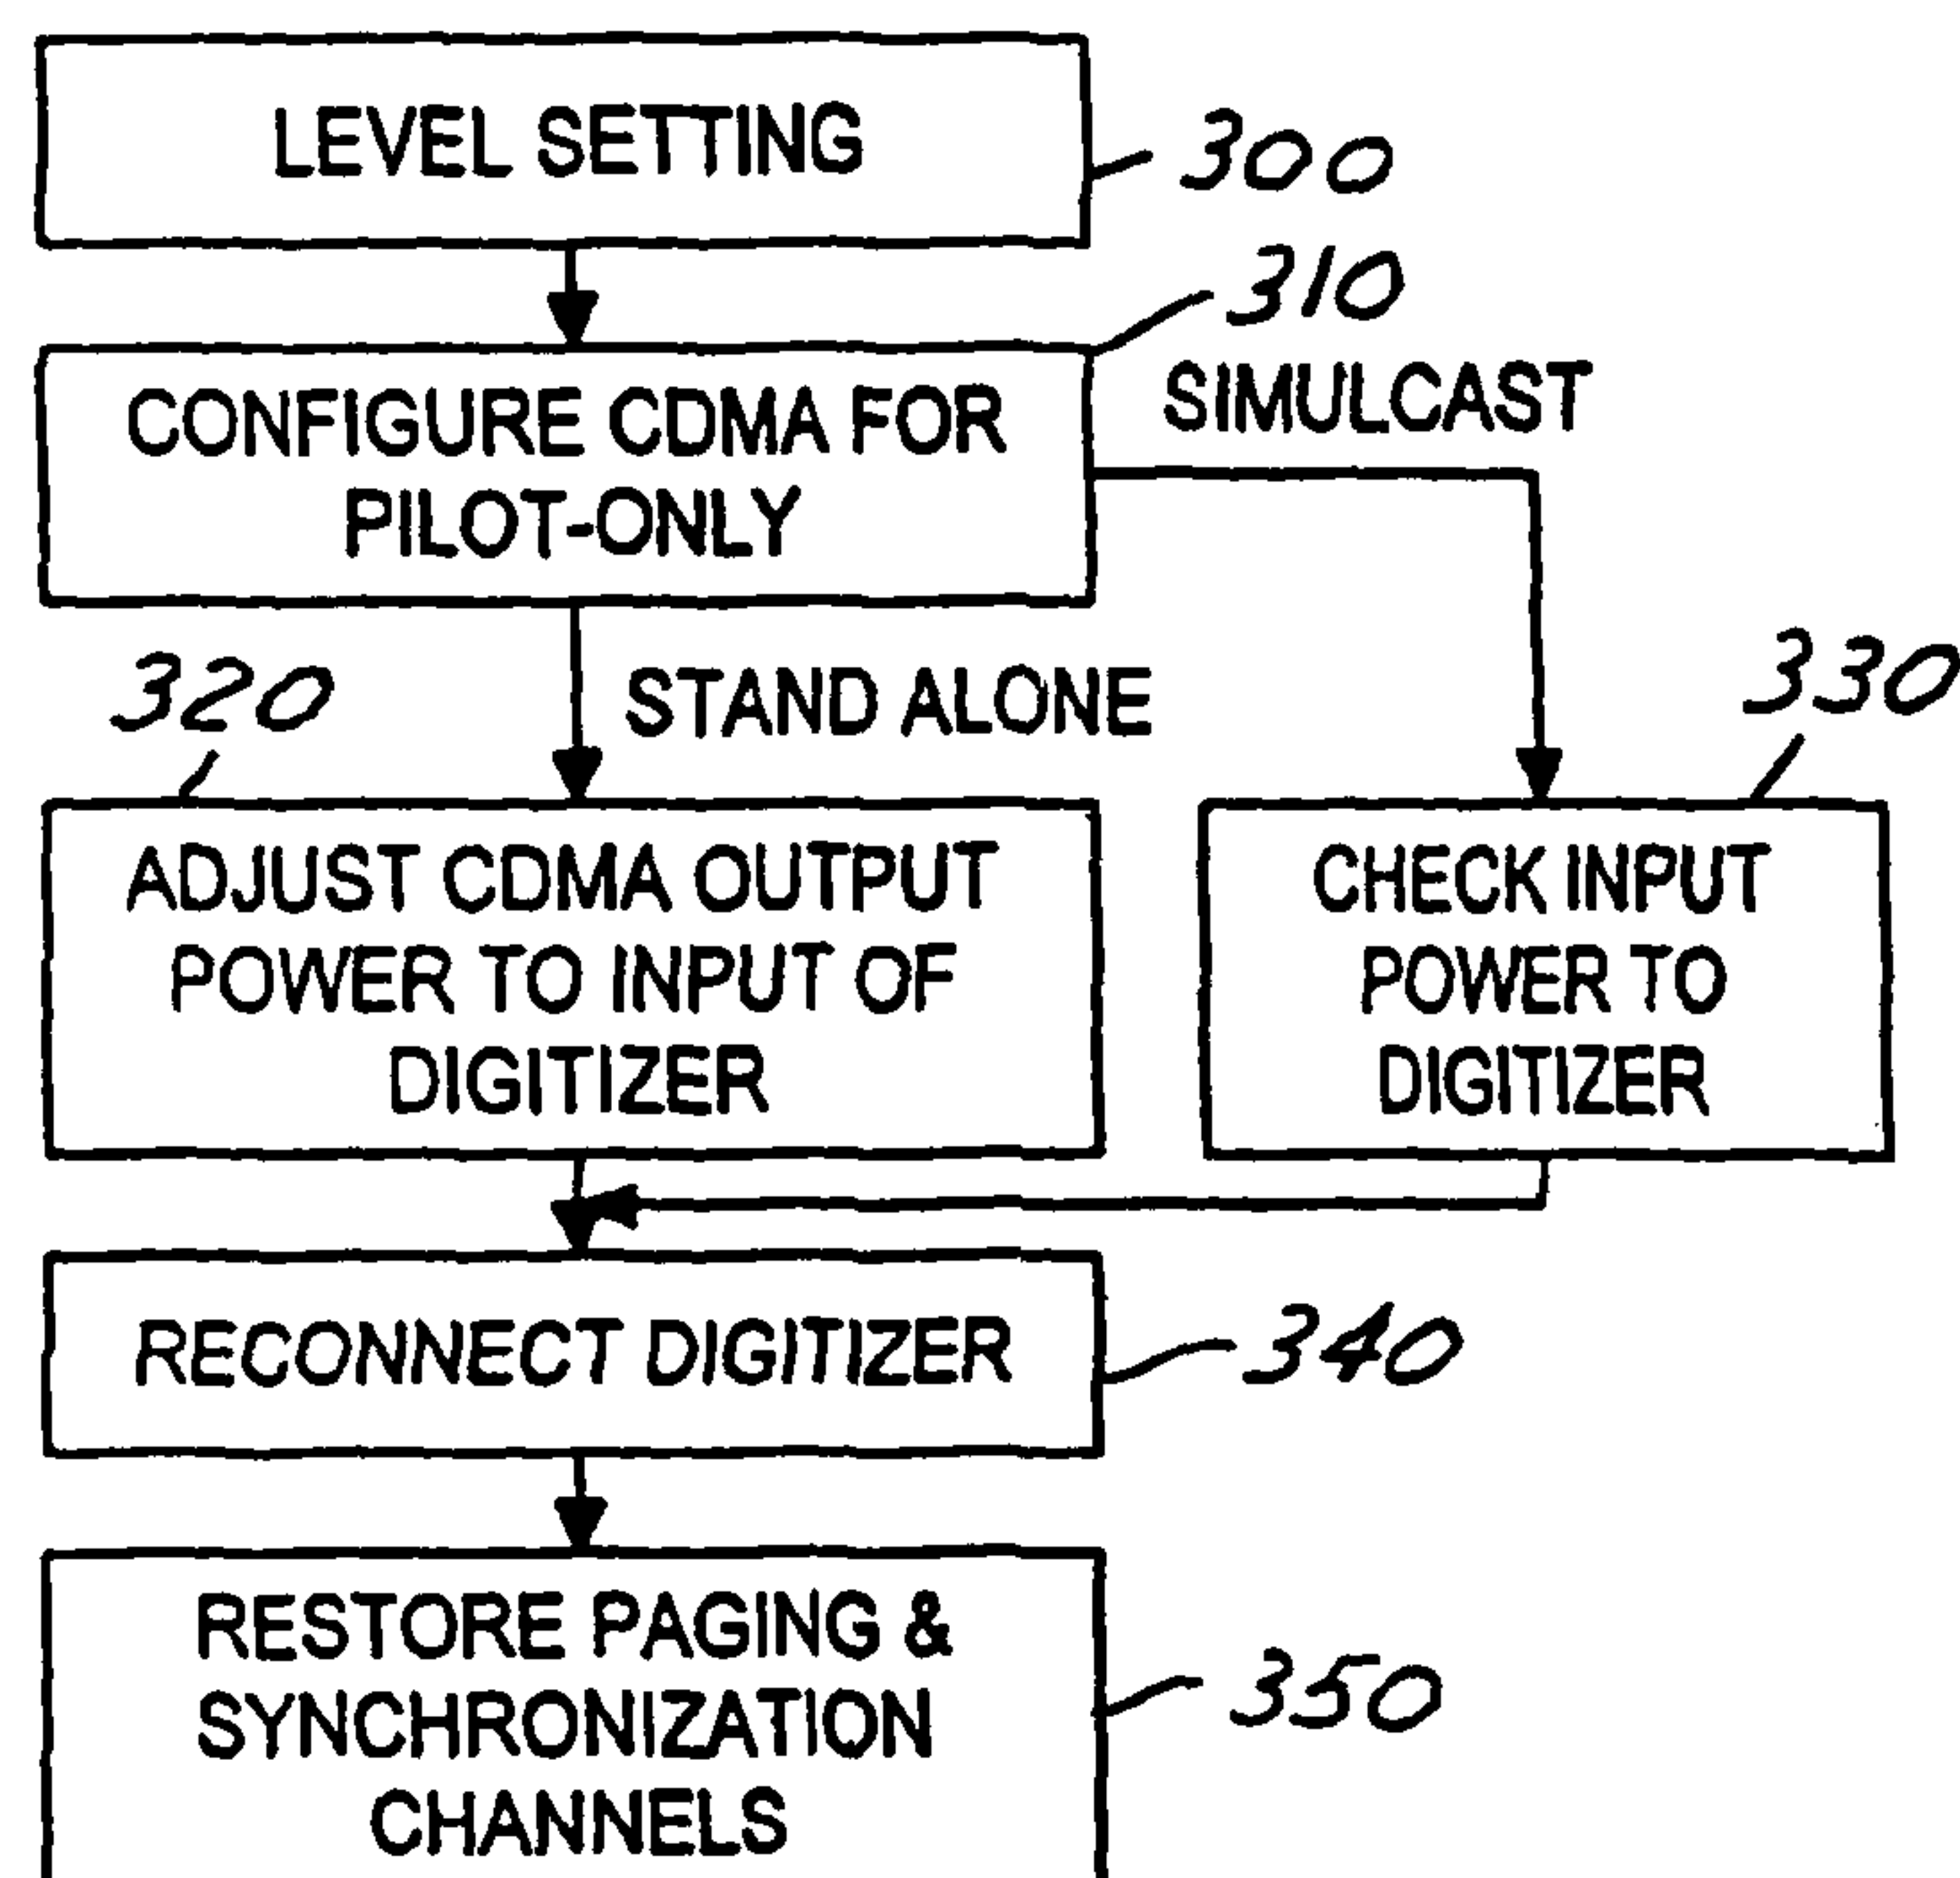 LEVEL SETTING
300
310
CONFIGURE CDMA FOR
PILOT-ONLY
SIMULCAST
320
STAND ALONE
330
ADJUST CDMA OUTPUT
POWER TO INPUT OF
DIGITIZER
CHECK INPUT
POWER TO
DIGITIZER
RECONNECT DIGITIZER
340
RESTORE PAGING &
SYNCHRONIZATION
CHANNELS
350